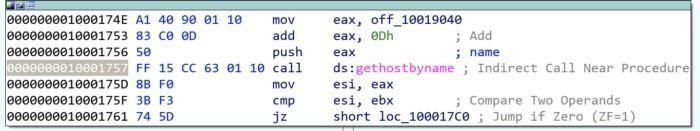 000000001000174E A1 40 90 01 10 mov eax, off_10019040
0000000010001753 83 C0 0D add eax, 0Dh ; Add
0000000010001756 50 push eax ; name
0000000010001757 FF 15 CC 63 01 10 call ds:gethostbyname ; Indirect Call Near Procedure
000000001000175D 8B F0 mov esi, eax
000000001000175F 3B F3 cmp esi, ebx ; Compare Two Operands
0000000010001761 74 5D jz short loc_100017C0 ; Jump if Zero (ZF=1)